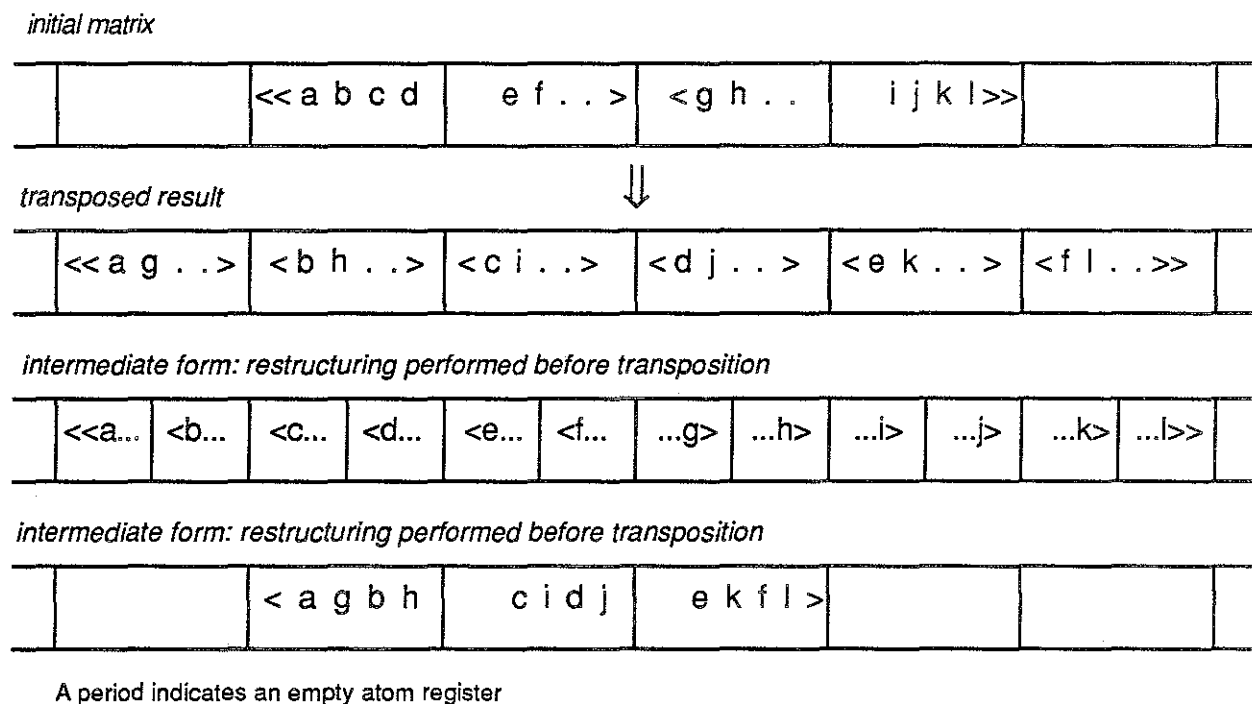 initial matrix
<<a b c d e f . . > <g h . . i j k l>>
⇓
transposed result
<<a g . .> <b h . .> <c i . . > <d j . . > <e k . . > <f l . .>>
intermediate form: restructuring performed before transposition
<<a... <b... <c... <d... <e... <f... ...g> ...h> ...i> ...j> ...k> ...l>>
intermediate form: restructuring performed before transposition
< a g b h c i d j e k f l >
A period indicates an empty atom register